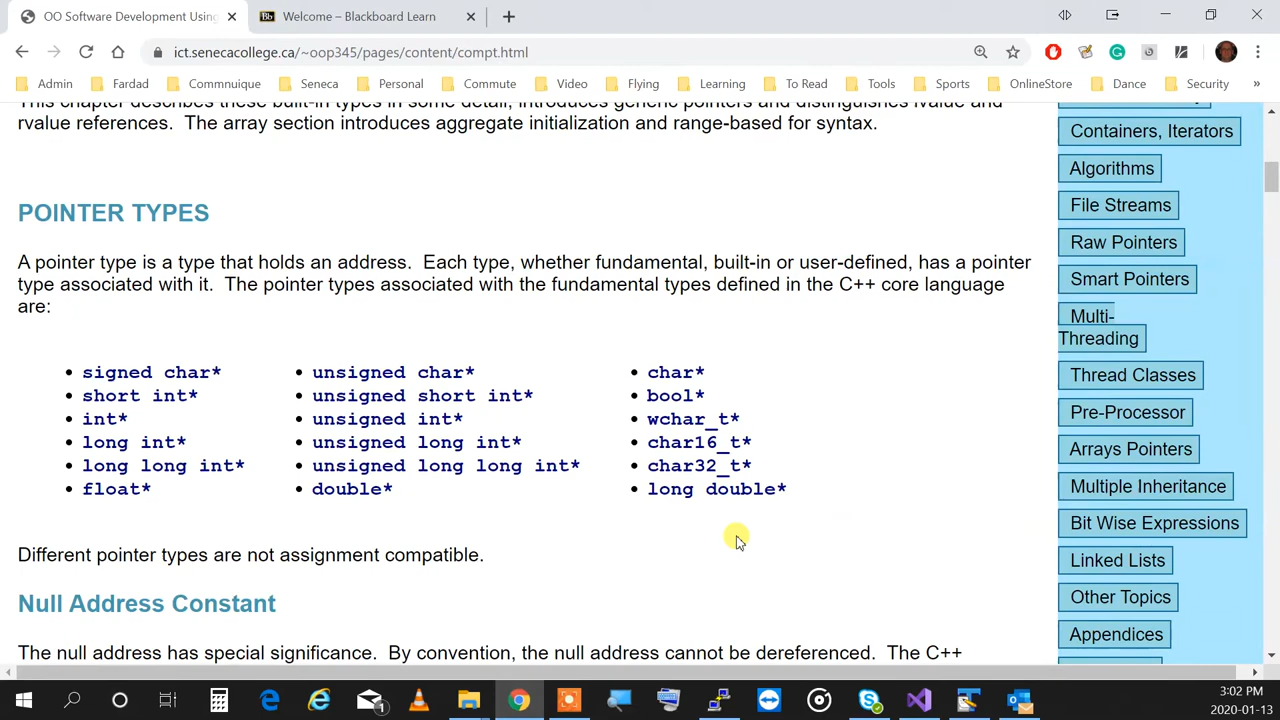 OO Software Development Using
Welcome – Blackboard Learn
ict.senecacollege.ca/~oop345/pages/content/compt.html
Admin Fardad Commnuique Seneca Personal Commute Video Flying Learning To Read Tools Sports OnlineStore Dance Security »
rvalue references. The array section introduces aggregate initialization and range-based for syntax.
POINTER TYPES
A pointer type is a type that holds an address. Each type, whether fundamental, built-in or user-defined, has a pointer
type associated with it. The pointer types associated with the fundamental types defined in the C++ core language
are:
• signed char* • unsigned char* • char*
• short int* • unsigned short int* • bool*
• int* • unsigned int* • wchar_t*
• long int* • unsigned long int* • char16_t*
• long long int* • unsigned long long int* • char32_t*
• float* • double* • long double*
Different pointer types are not assignment compatible.
Null Address Constant
The null address has special significance. By convention, the null address cannot be dereferenced. The C++
Containers, Iterators
Algorithms
File Streams
Raw Pointers
Smart Pointers
Multi-
Threading
Thread Classes
Pre-Processor
Arrays Pointers
Multiple Inheritance
Bit Wise Expressions
Linked Lists
Other Topics
Appendices
3:02 PM
2020-01-13